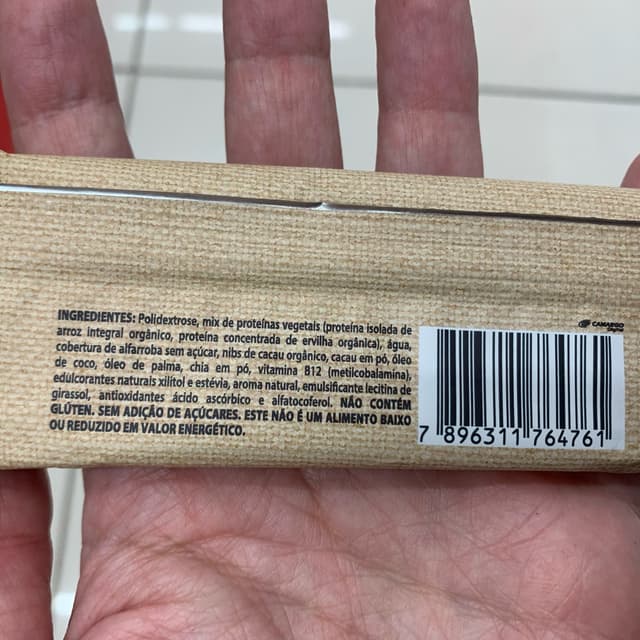 INGREDIENTES: Polidextrose, mix de proteínas vegetais (proteína isolada de
arroz integral orgânico, proteína concentrada de ervilha orgânica), água,
cobertura de alfarroba sem açúcar, nibs de cacau orgânico, cacau em pó, óleo
de coco, óleo de palma, chia em pó, vitamina B12 (metilcobalamina),
edulcorantes naturais xilitol e estévia, aroma natural, emulsificante lecitina de
girassol, antioxidantes ácido ascórbico e alfatocoferol. NÃO CONTÉM
GLÚTEN. SEM ADIÇÃO DE AÇÚCARES. ESTE NÃO É UM ALIMENTO BAIXO
OU REDUZIDO EM VALOR ENERGÉTICO.
CAMARGO
7 896311 764761